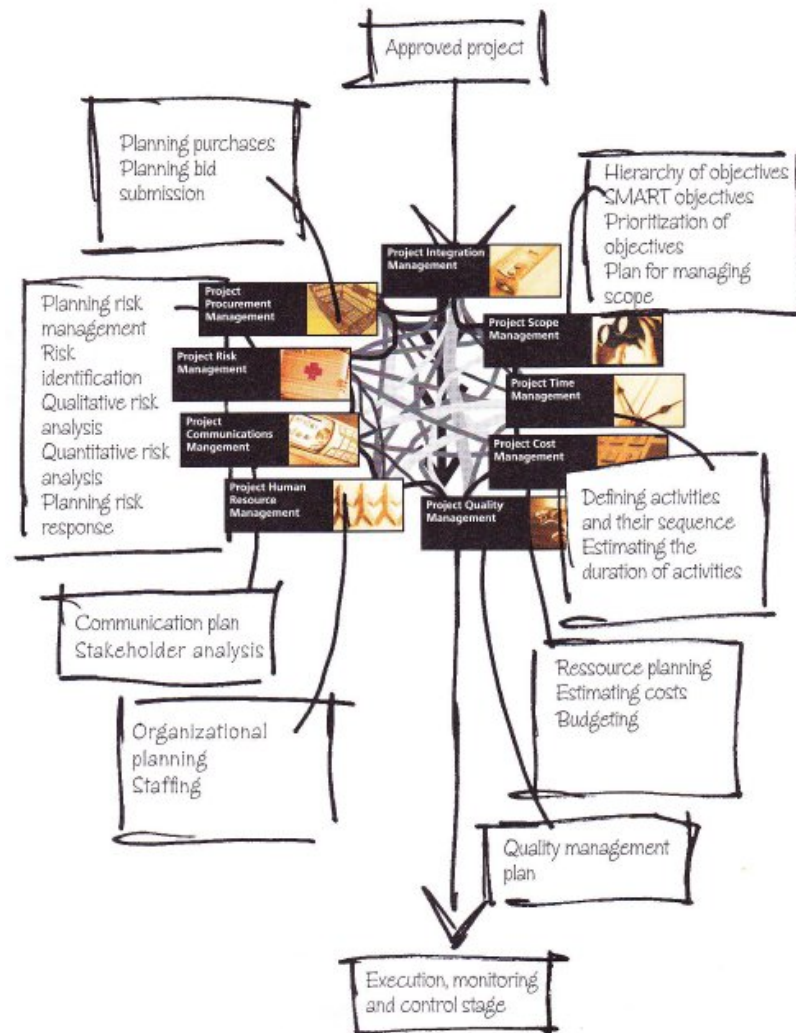 Approved project
Planning purchases
Planning bid
submission
Hierarchy of objectives
SMART objectives
Prioritization of
objectives
Plan for managing
scope
Project Integration
Management
Planning risk
management
Risk
identification
Qualitative risk
analysis
Quantitative risk
analysis
Planning risk
response
Project
Procurement
Management
Project Scope
Management
Project Risk
Management
Project Time
Management
Project
Communications
Mangement
Project Cost
Management
Project Human
Resource
Management
Project Quality
Management
Defining activities
and their sequence
Estimating the
duration of activities
Communication plan
Stakeholder analysis
Ressource planning
Estimating costs
Budgeting
Organizational
planning
Staffing
Quality management
plan
Execution, monitoring
and control stage